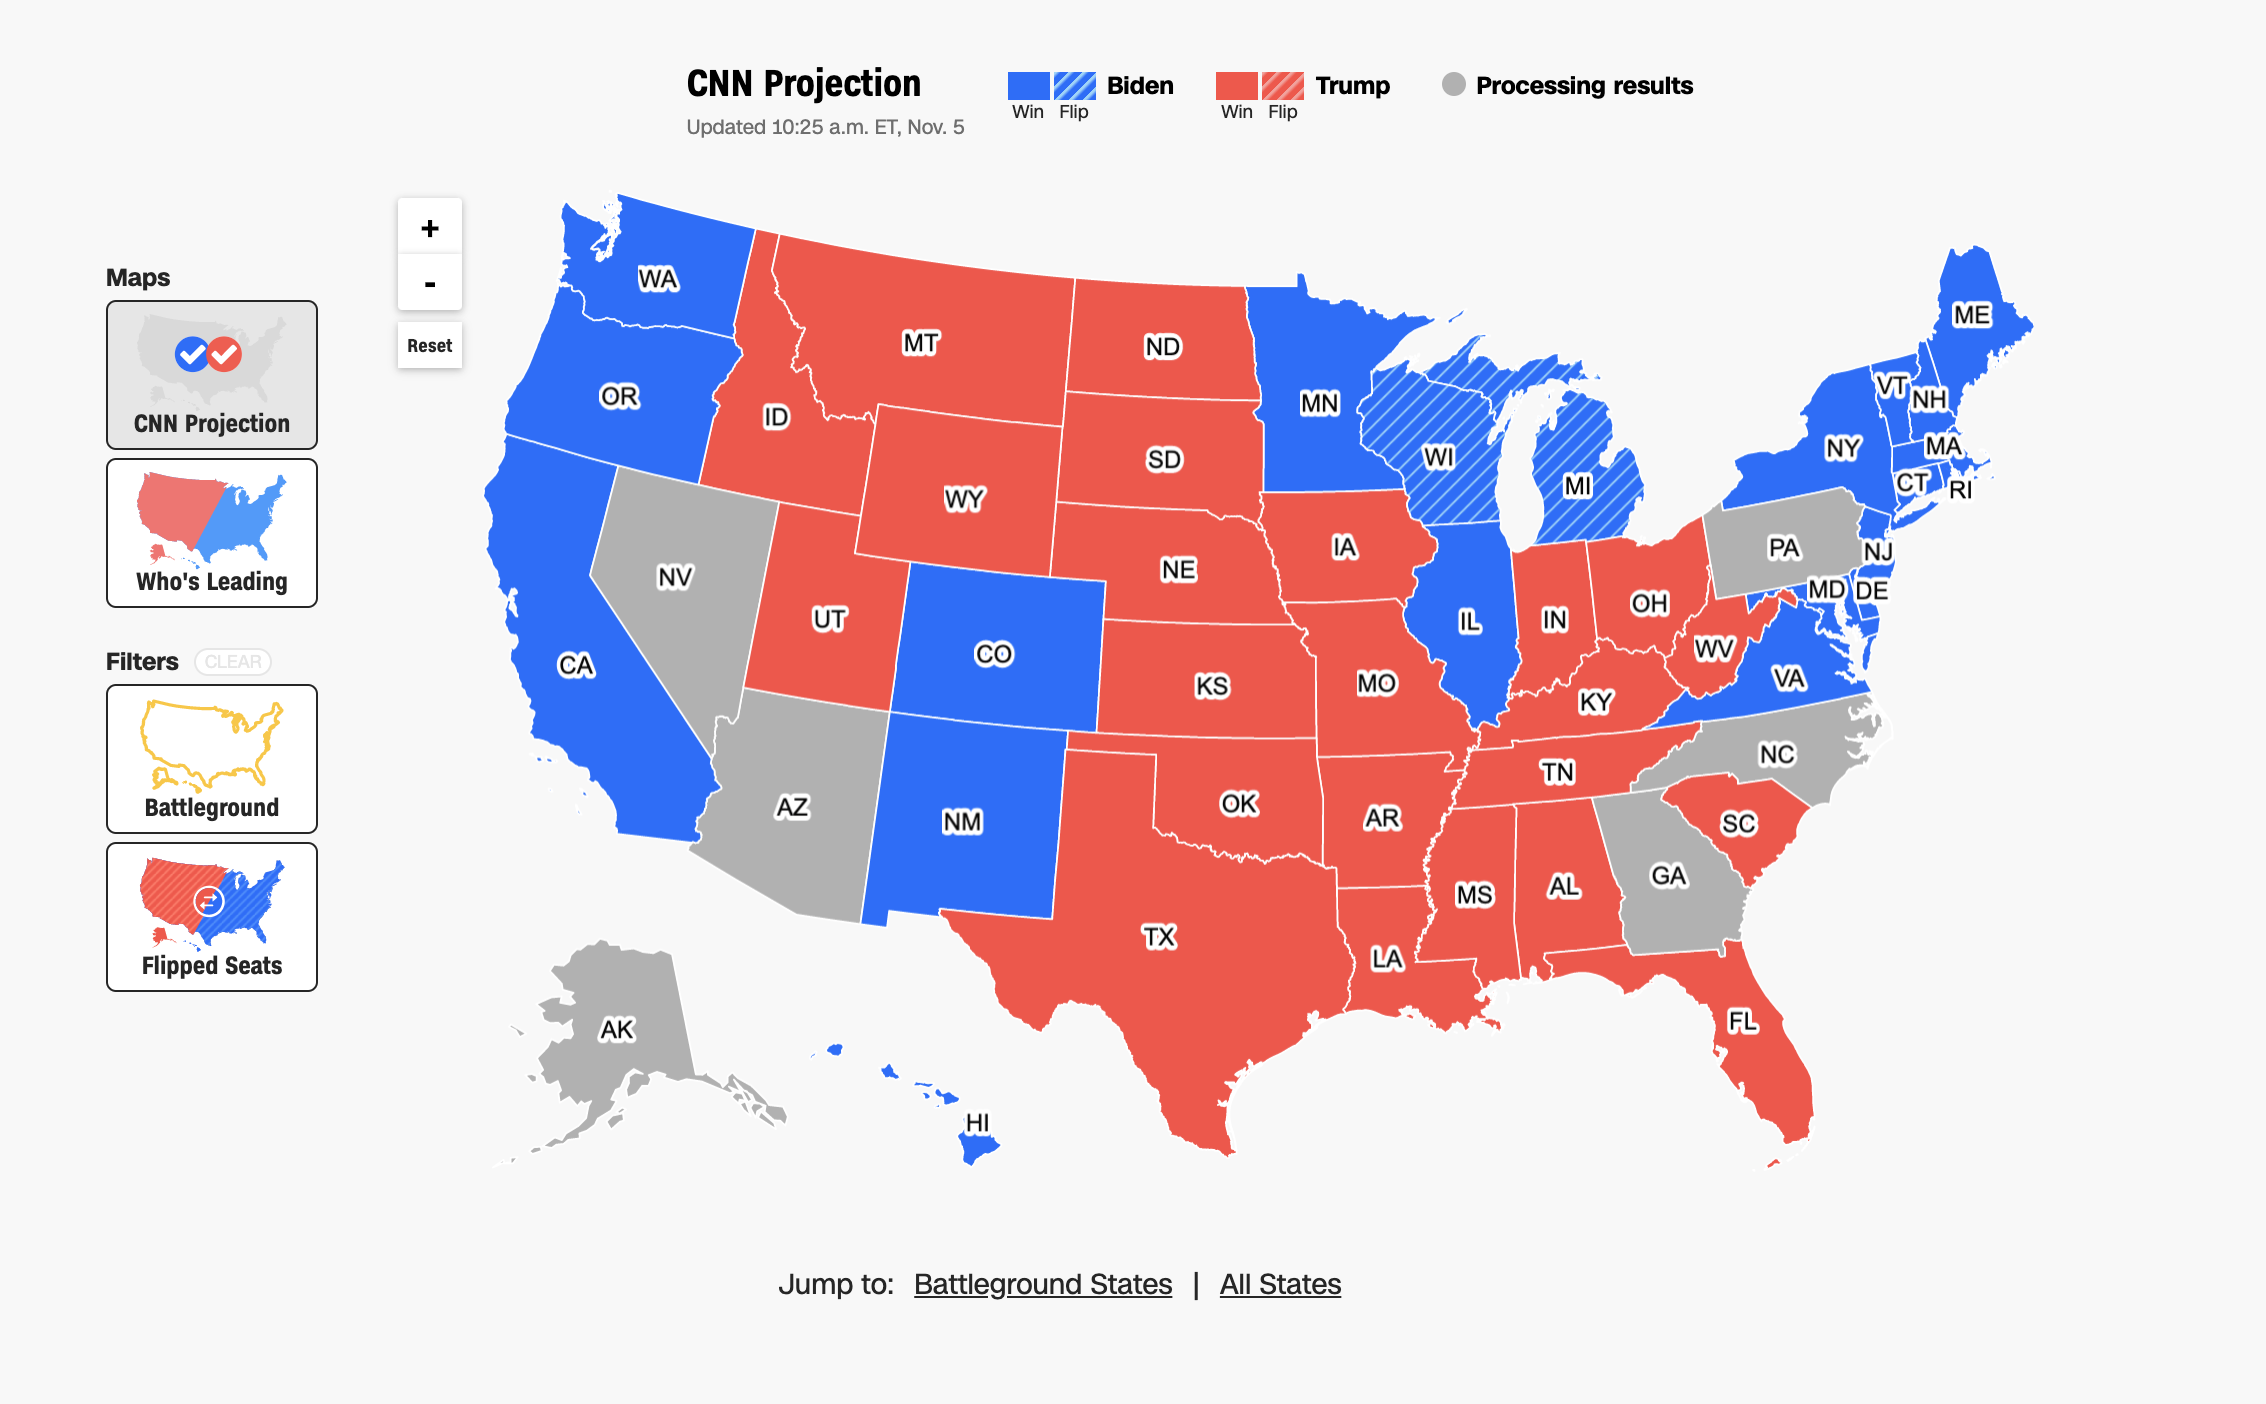 CNN Projection
Updated 10:25 a.m. ET, Nov. 5
Win Flip Biden
Win Flip Trump
Processing results
+
-
Reset
Maps
CNN Projection
Who's Leading
Filters CLEAR
Battleground
Flipped Seats
WA
OR
CA
NV
ID
MT
WY
UT
AZ
CO
NM
ND
SD
NE
KS
OK
TX
MN
IA
MO
AR
LA
WI
IL
MI
IN
OH
KY
TN
MS
AL
GA
FL
SC
NC
VA
WV
PA
NY
VT
NH
ME
MA
CT
RI
NJ
MD
DE
AK
HI
Jump to: Battleground States | All States